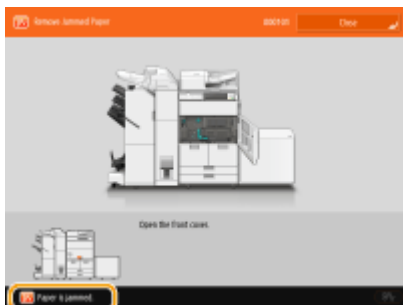 Remove Jammed Paper
Close
Open the front cover.
Paper is jammed.